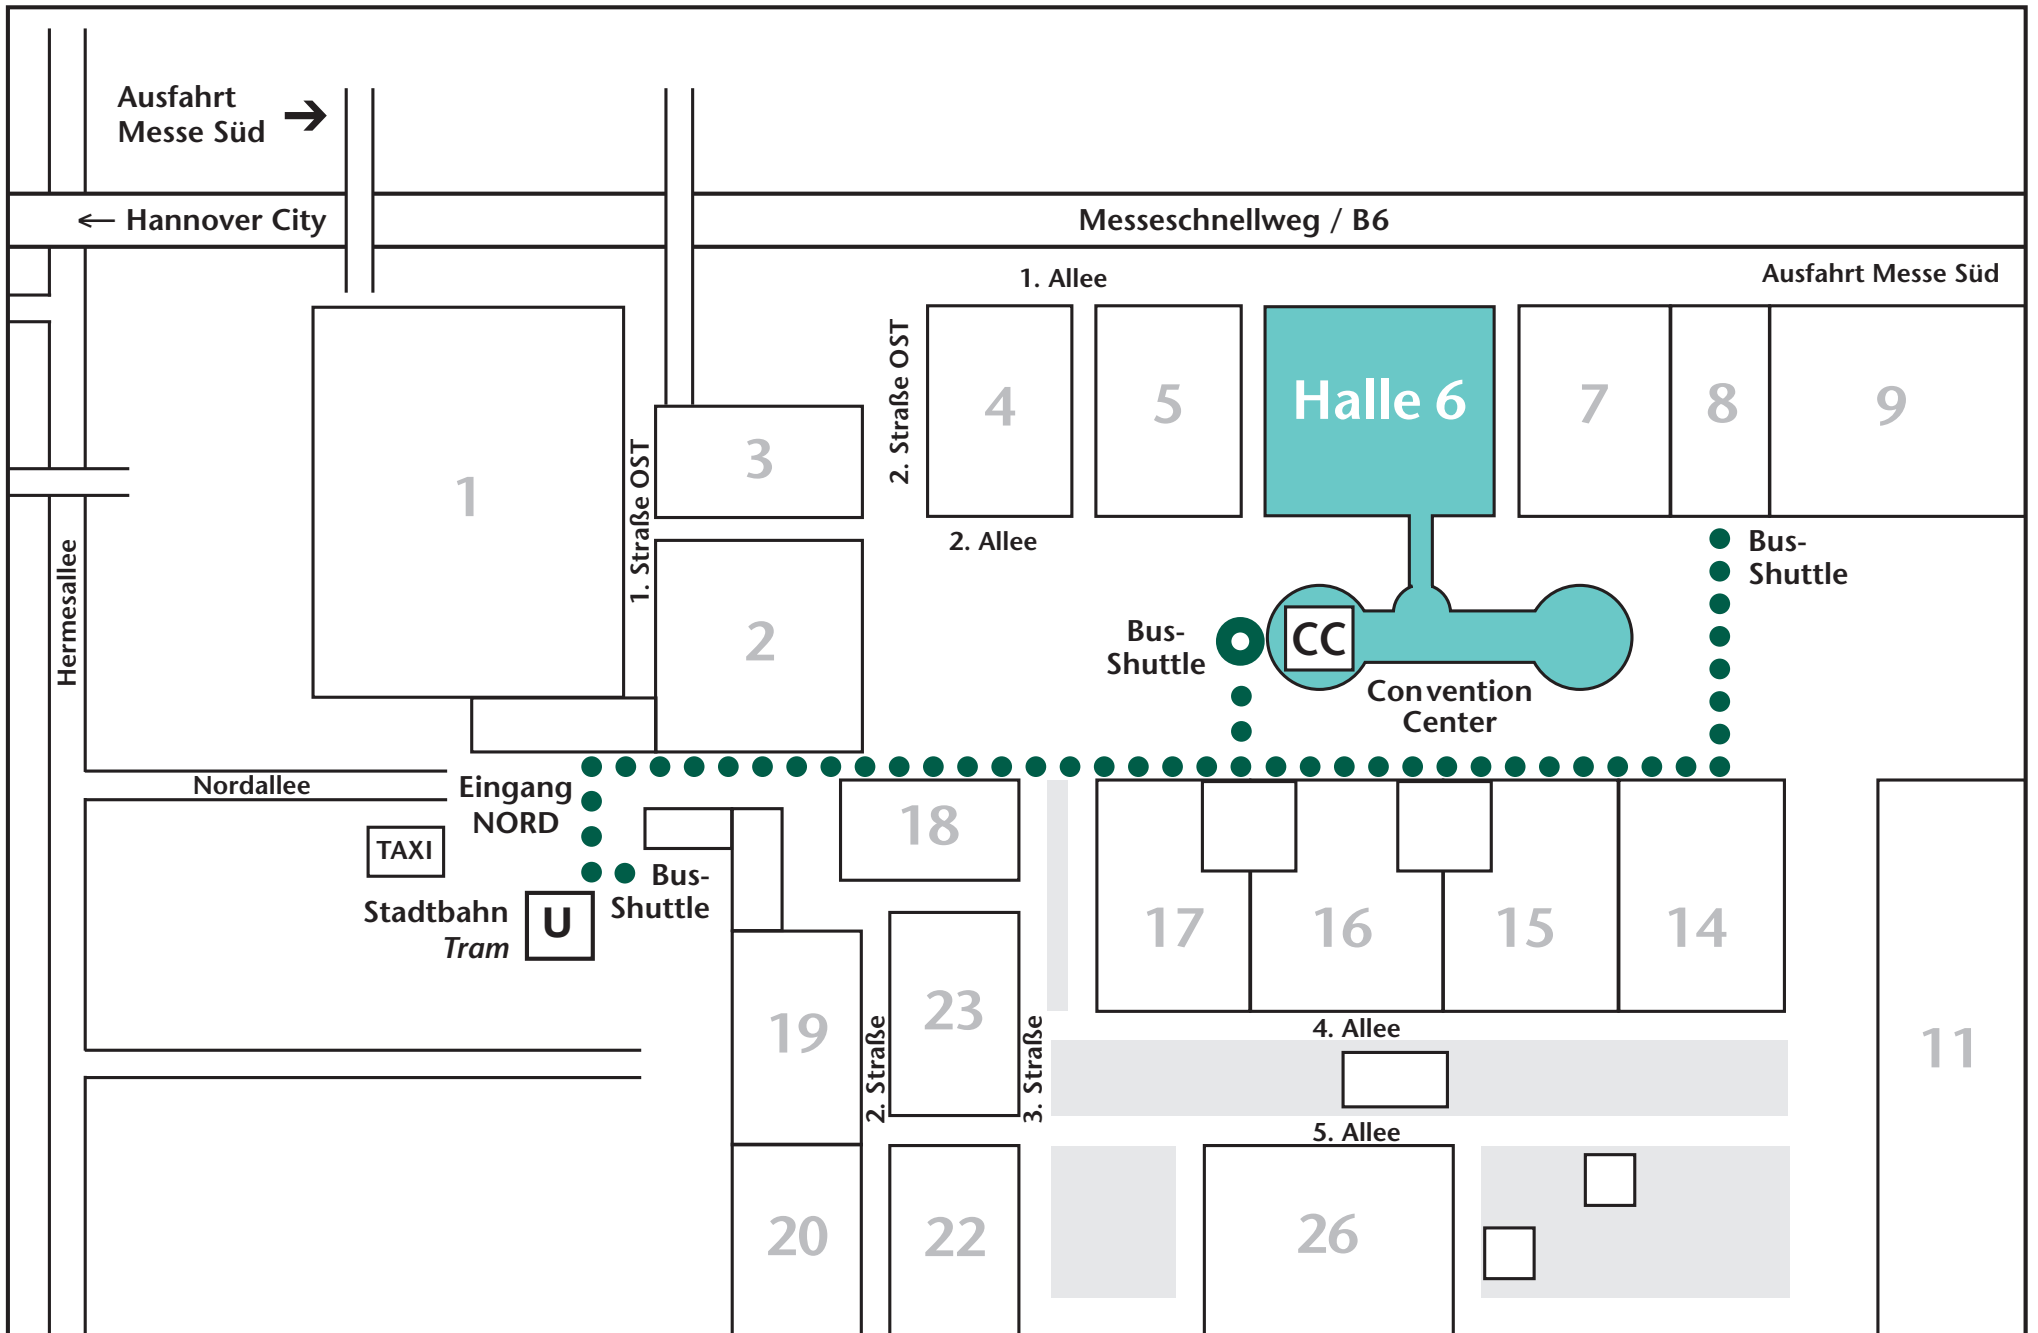 Ausfahrt
Messe Süd →
← Hannover City
Messeschnellweg / B6
1. Allee
Ausfahrt Messe Süd
2. Straße OST
4
5
Halle 6
7
8
9
1
1. Straße OST
3
2. Allee
Bus-
Shuttle
Hermesallee
2
Bus-
Shuttle
CC
Convention
Center
Nordallee
Eingang
NORD
TAXI
18
Bus-
Shuttle
Stadtbahn
Tram
U
17
16
15
14
19
2. Straße
23
3. Straße
4. Allee
11
5. Allee
20
22
26